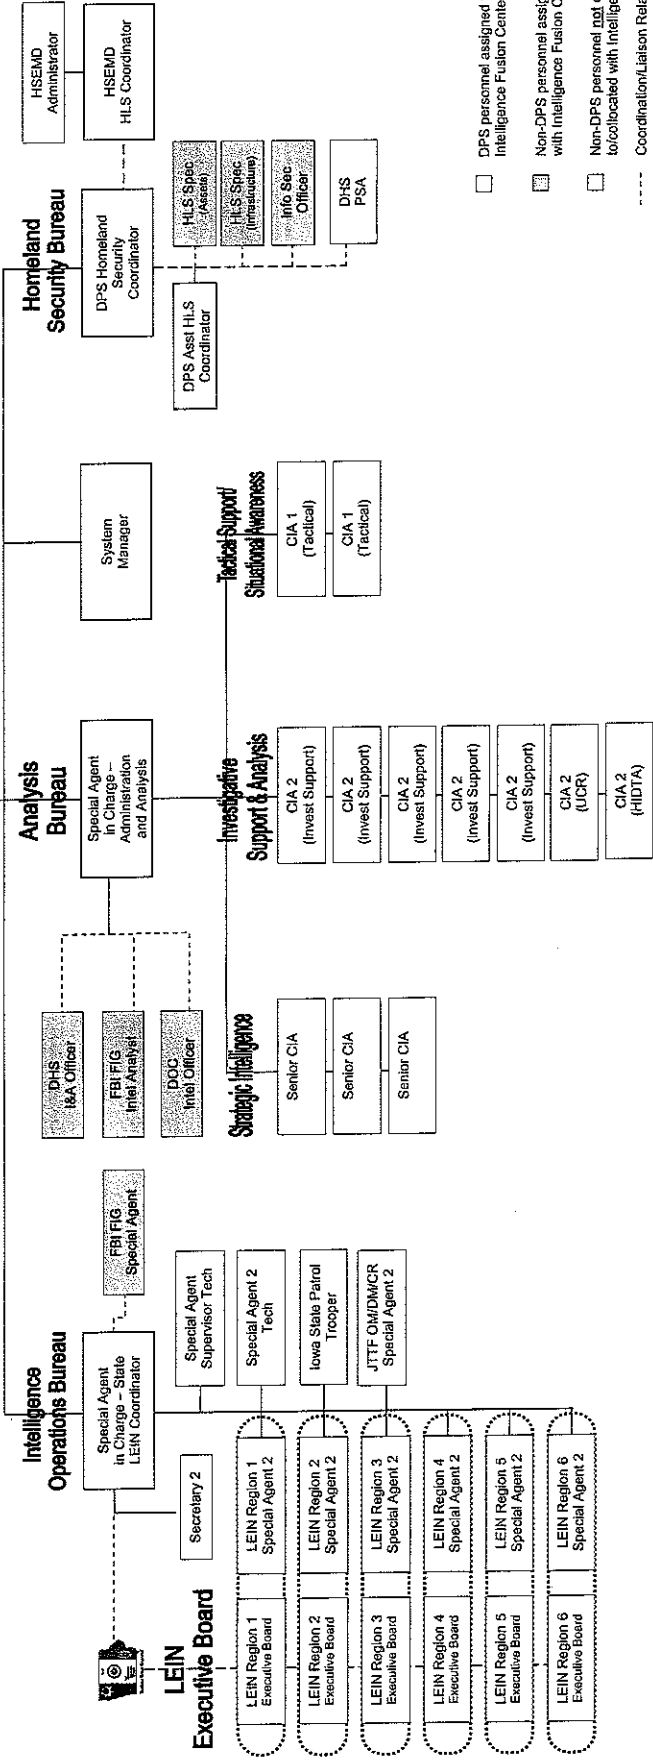 Intelligence
Operations Bureau
Special Agent
in Charge – State
LEIN Coordinator
FBI FIG
Special Agent
Secretary 2
Special Agent
Supervisor Tech
Special Agent 2
Tech
Iowa State Patrol
Trooper
JTTF OM/DM/CR
Special Agent 2
LEIN
Executive Board
LEIN Region 1
Executive Board
LEIN Region 1
Special Agent 2
LEIN Region 2
Executive Board
LEIN Region 2
Special Agent 2
LEIN Region 3
Executive Board
LEIN Region 3
Special Agent 2
LEIN Region 4
Executive Board
LEIN Region 4
Special Agent 2
LEIN Region 5
Executive Board
LEIN Region 5
Special Agent 2
LEIN Region 6
Executive Board
LEIN Region 6
Special Agent 2
Analysis
Bureau
Special Agent
in Charge –
Administration
and Analysis
DHS
I&A Officer
FBI FIG
Intel Analyst
DOC
Intel Officer
System
Manager
Strategic Intelligence
Senior CIA
Senior CIA
Senior CIA
Investigative
Support & Analysis
CIA 2
(Invest Support)
CIA 2
(Invest Support)
CIA 2
(Invest Support)
CIA 2
(Invest Support)
CIA 2
(Invest Support)
CIA 2
(UCR)
CIA 2
(HIDTA)
Tactical Support/
Situational Awareness
CIA 1
(Tactical)
CIA 1
(Tactical)
Homeland
Security Bureau
DPS Homeland
Security
Coordinator
HSEMD
Administrator
HSEMD
HLS Coordinator
DPS Asst HLS
Coordinator
HLS Spec
(Assets)
HLS Spec
(Infrastructure)
Info Sec
Officer
DHS
PSA
DPS personnel assigned
Intelligence Fusion Center
Non-DPS personnel assig
with Intelligence Fusion C
Non-DPS personnel not
to/collocated with Intellige
Coordination/Liaison Rela